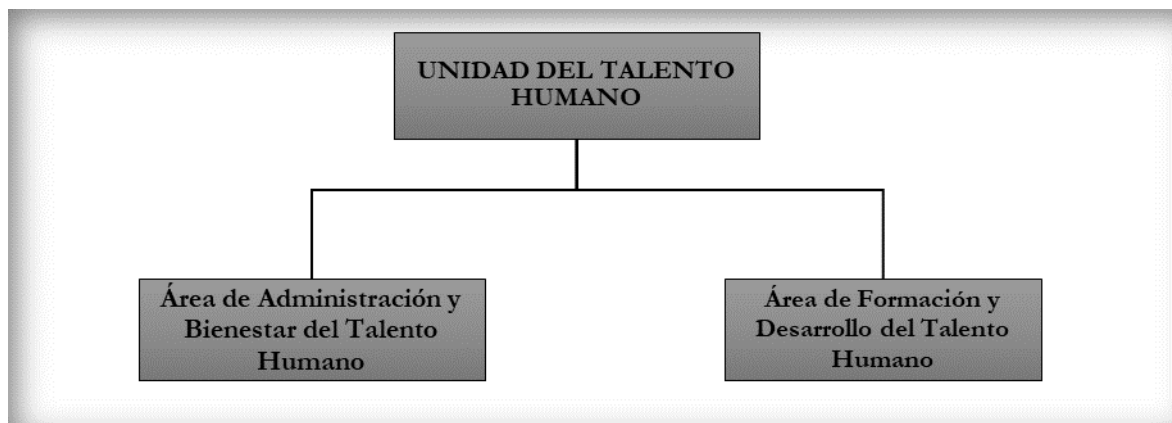 UNIDAD DEL TALENTO
HUMANO
Área de Administración y
Bienestar del Talento
Humano
Área de Formación y
Desarrollo del Talento
Humano